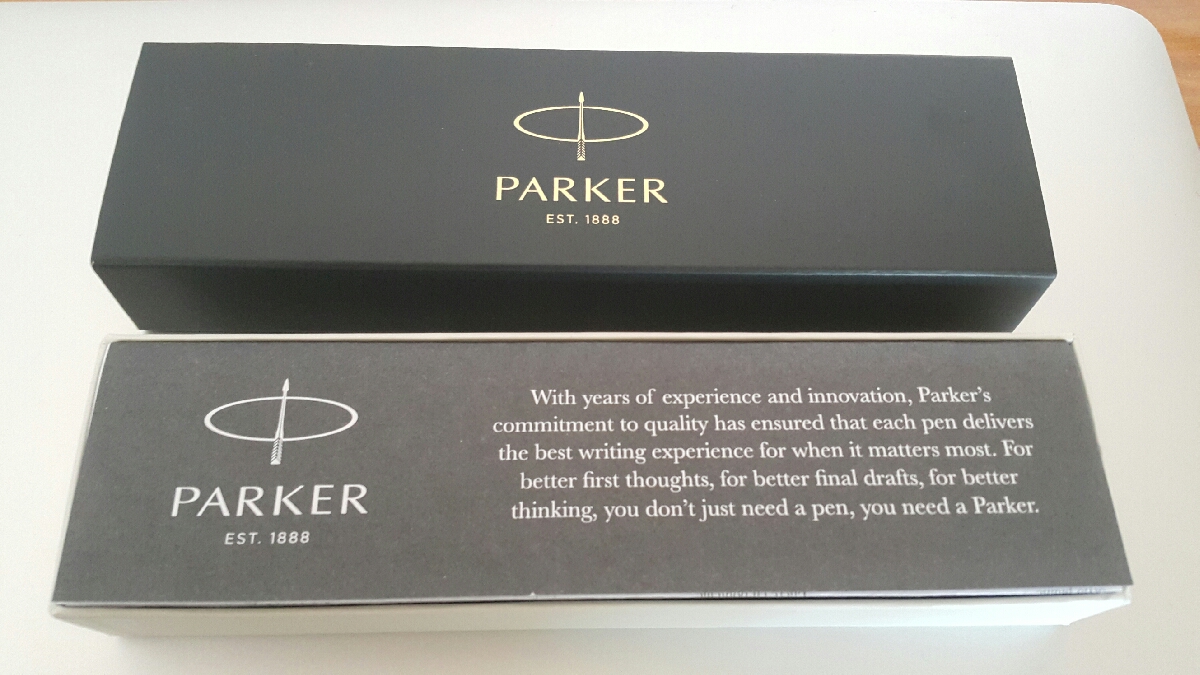 PARKER
EST. 1888
PARKER
EST. 1888
With years of experience and innovation, Parker's
commitment to quality has ensured that each pen delivers
the best writing experience for when it matters most. For
better first thoughts, for better final drafts, for better
thinking, you don't just need a pen, you need a Parker.